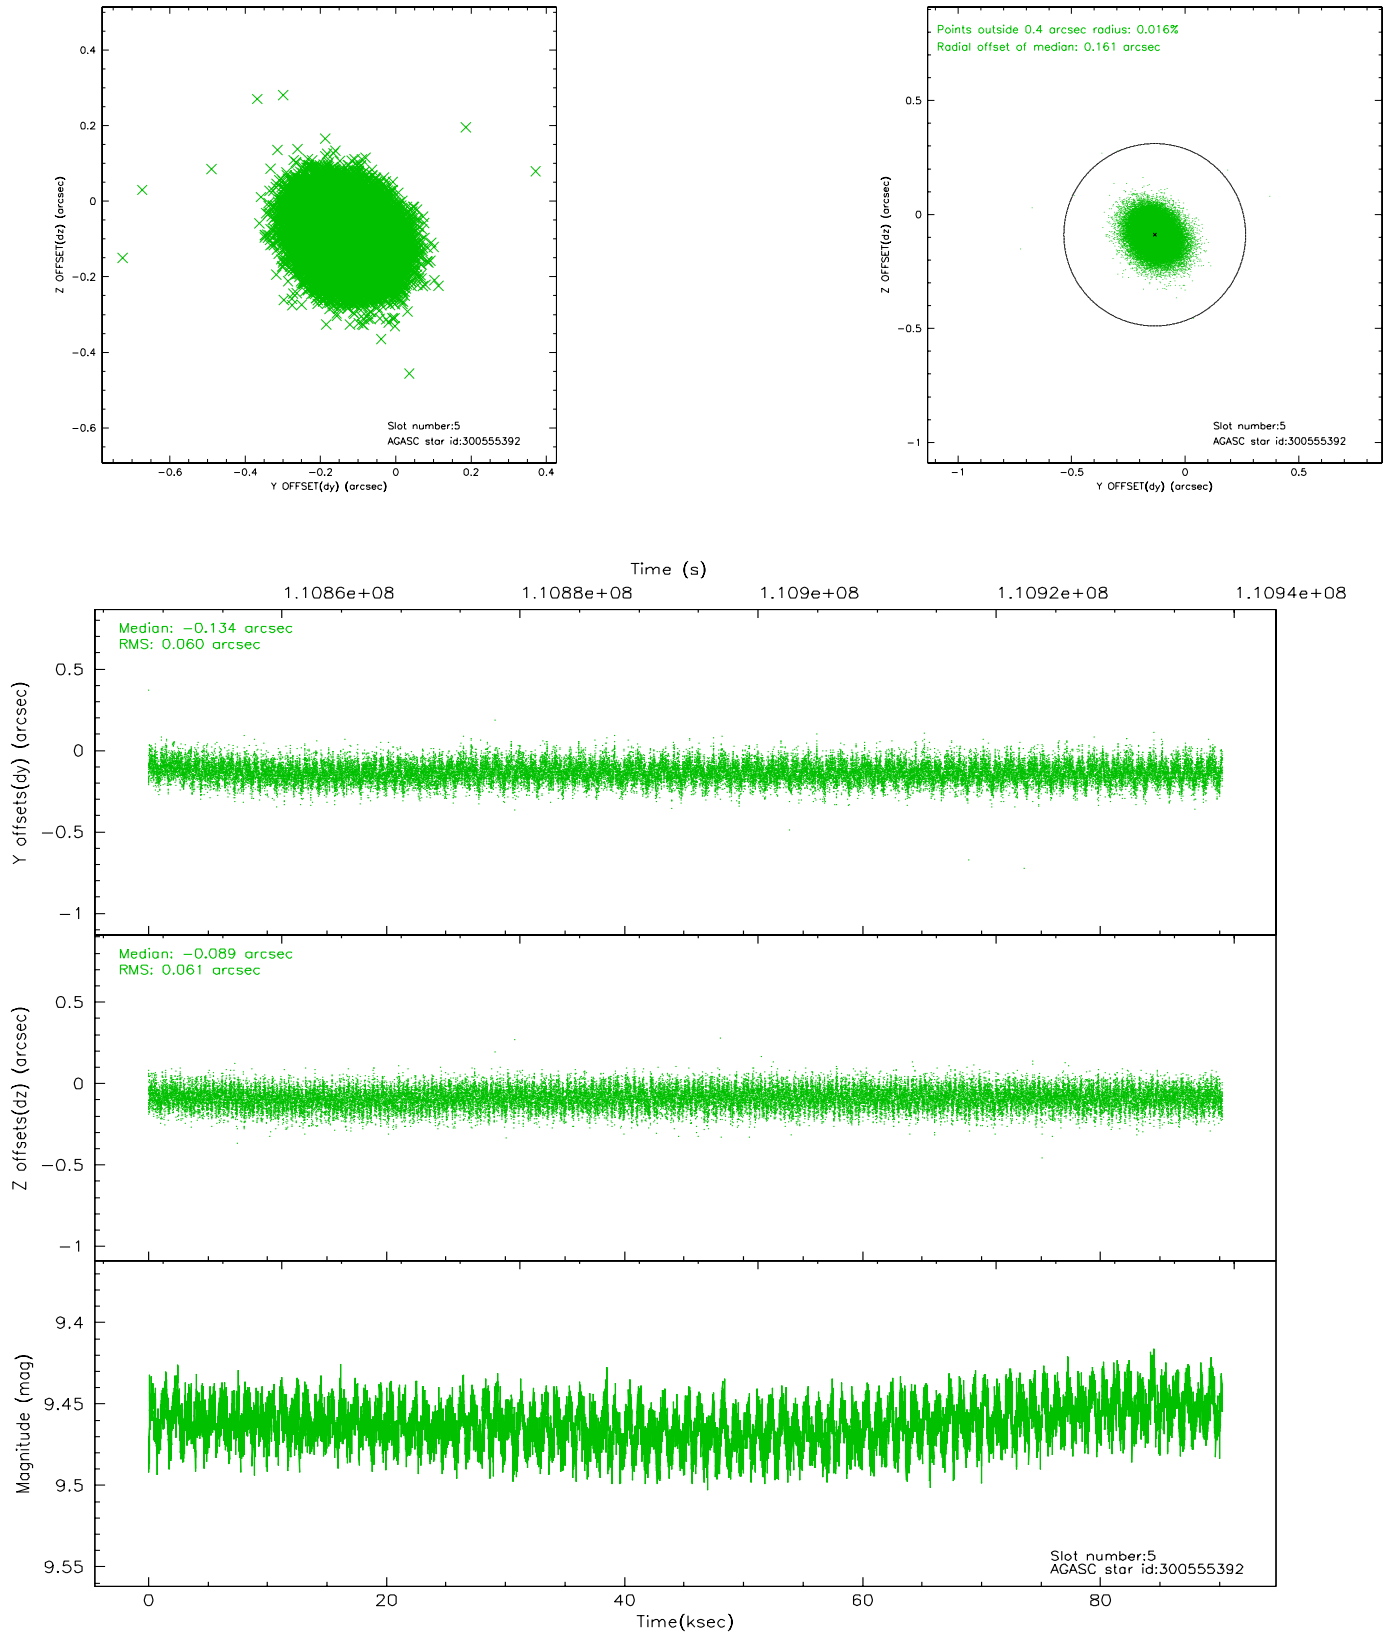 0.4
0.2
0
-0.2
-0.4
-0.6
Z OFFSET(dz) (arcsec)
Slot number:5
AGASC star id:300555392
-0.6 -0.4 -0.2 0 0.2 0.4
Y OFFSET(dy) (arcsec)
Points outside 0.4 arcsec radius: 0.016%
Radial offset of median: 0.161 arcsec
0.5
0
-0.5
-1
Z OFFSET(dz) (arcsec)
Slot number:5
AGASC star id:300555392
-1 -0.5 0 0.5
Y OFFSET(dy) (arcsec)
Time (s)
1.1086e+08 1.1088e+08 1.109e+08 1.1092e+08 1.1094e+08
Median: -0.134 arcsec
RMS: 0.060 arcsec
0.5
0
-0.5
-1
Y offsets(dy) (arcsec)
Median: -0.089 arcsec
RMS: 0.061 arcsec
0.5
0
-0.5
-1
Z offsets(dz) (arcsec)
9.4
9.45
9.5
9.55
Magnitude (mag)
Slot number:5
AGASC star id:300555392
0 20 40 60 80
Time(ksec)